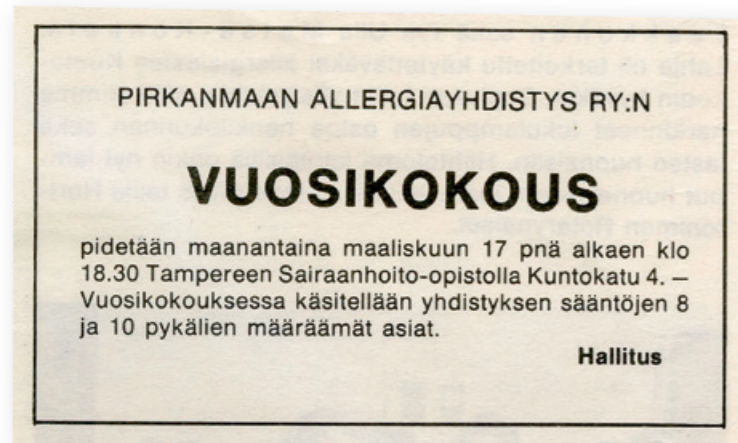 PIRKANMAAN ALLERGIAYHDISTYS RY:N
VUOSIKOKOUS
pidetään maanantaina maaliskuun 17 pnä alkaen klo
18.30 Tampereen Sairaanhoito-opistolla Kuntokatu 4. —
Vuosikokouksessa käsitellään yhdistyksen sääntöjen 8
ja 10 pykälien määräämät asiat.
Hallitus